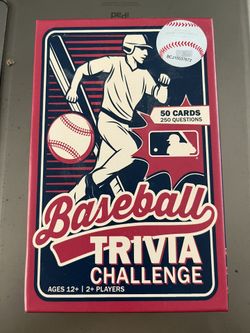 50 CARDS
250 QUESTIONS
Baseball
TRIVIA
CHALLENGE
AGES 12+ | 2+ PLAYERS